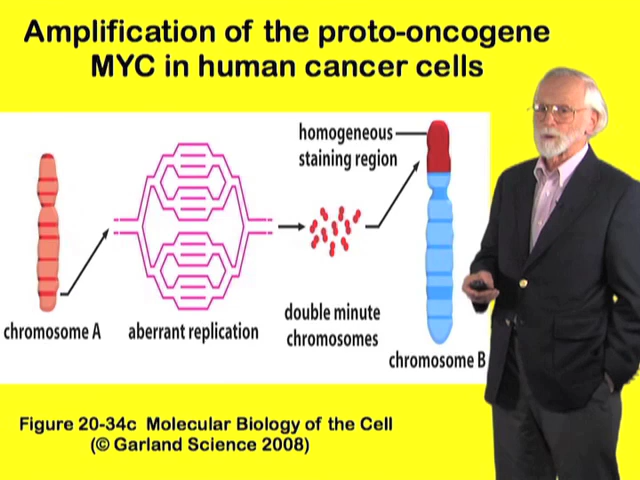 Amplification of the proto-oncogene
MYC in human cancer cells
homogeneous
staining region
chromosome A
aberrant replication
double minute
chromosomes
chromosome B
Figure 20-34c Molecular Biology of the Cell
(© Garland Science 2008)